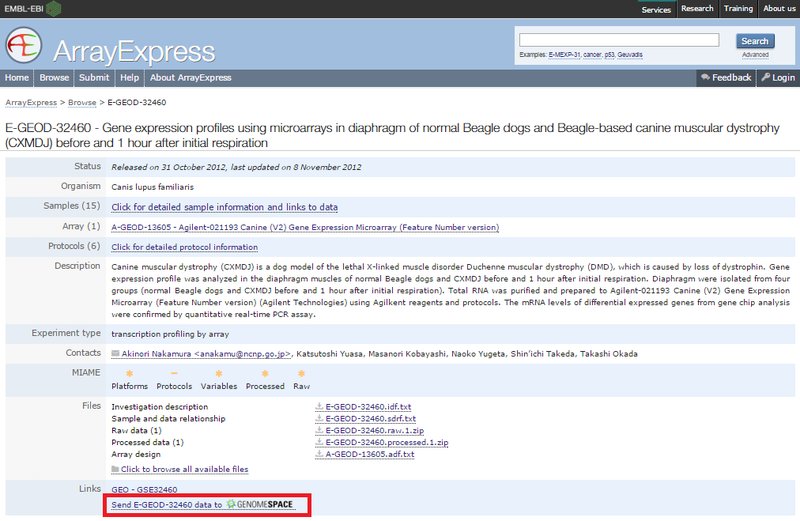 EMBL-EBI
Services Research Training About us
ArrayExpress
Search
Examples: E-MEXP-31, cancer, p53, Geuvadis
Advanced
Home Browse Submit Help About ArrayExpress Feedback Login
ArrayExpress > Browse > E-GEOD-32460
E-GEOD-32460 - Gene expression profiles using microarrays in diaphragm of normal Beagle dogs and Beagle-based canine muscular dystrophy
(CXMDJ) before and 1 hour after initial respiration
Status Released on 31 October 2012, last updated on 8 November 2012
Organism Canis lupus familiaris
Samples (15) Click for detailed sample information and links to data
Array (1) A-GEOD-13605 - Agilent-021193 Canine (V2) Gene Expression Microarray (Feature Number version)
Protocols (6) Click for detailed protocol information
Description Canine muscular dystrophy (CXMDJ) is a dog model of the lethal X-linked muscle disorder Duchenne muscular dystrophy (DMD), which is caused by loss of dystrophin. Gene
expression profile was analyzed in the diaphragm muscles of normal Beagle dogs and CXMDJ before and 1 hour after initial respiration. Diaphragm were isolated from four
groups (normal Beagle dogs and CXMDJ before and 1 hour after initial respiration). Total RNA was purified and prepared to Agilent-021193 Canine (V2) Gene Expression
Microarray (Feature Number version) (Agilent Technologies) using Agilkent reagents and protocols. The mRNA levels of differential expressed genes from gene chip analysis
were confirmed by quantitative real-time PCR assay.
Experiment type transcription profiling by array
Contacts Akinori Nakamura <anakamu@ncnp.go.jp>, Katsutoshi Yuasa, Masanori Kobayashi, Naoko Yugeta, Shin'ichi Takeda, Takashi Okada
MIAME * – * * *
Platforms Protocols Variables Processed Raw
Files Investigation description E-GEOD-32460.idf.txt
Sample and data relationship E-GEOD-32460.sdrf.txt
Raw data (1) E-GEOD-32460.raw.1.zip
Processed data (1) E-GEOD-32460.processed.1.zip
Array design A-GEOD-13605.adf.txt
Click to browse all available files
Links GEO - GSE32460
Send E-GEOD-32460 data to GENOMESPACE